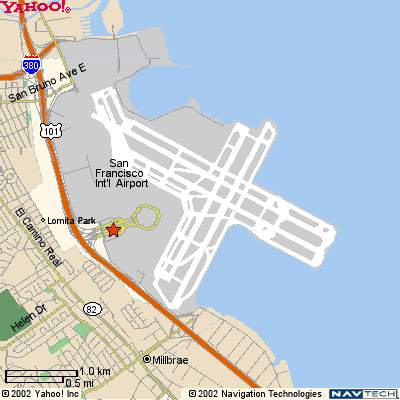 YAHOO!®
380
San Bruno Ave E
101
San
Francisco
Int'l Airport
Lomita Park
El Camino Real
82
Helen Dr
1.0 km
0.5 mi
Millbrae
©2002 Yahoo! Inc
©2002 Navigation Technologies
NAVTECH